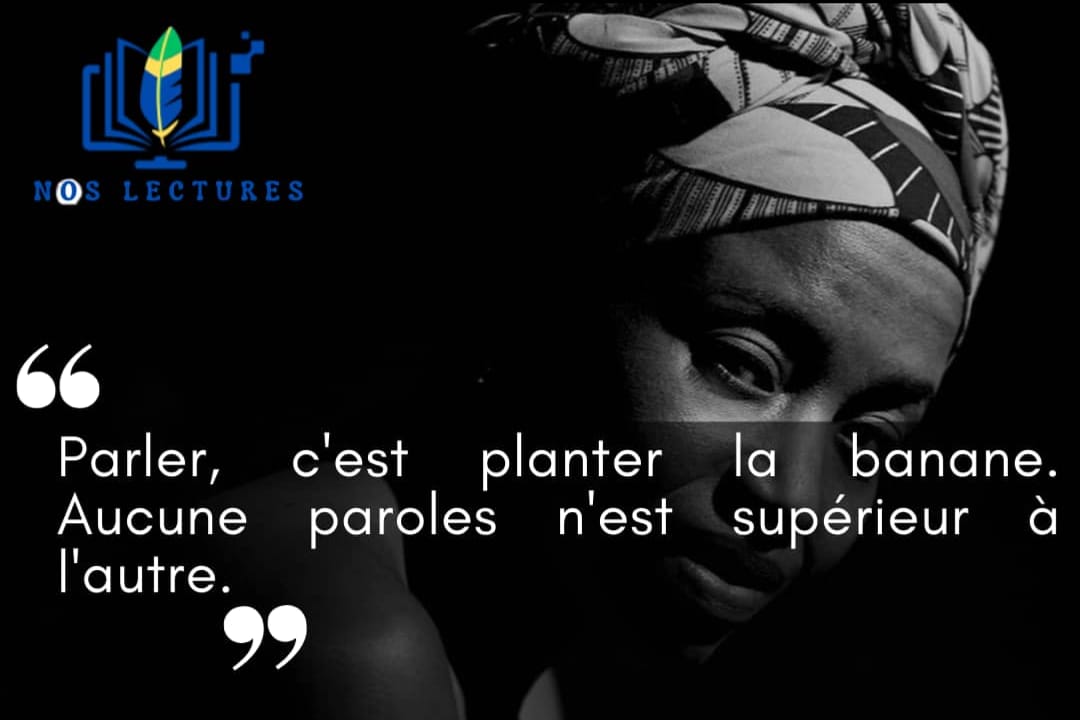 NOS LECTURES
“
Parler, c'est planter la banane.
Aucune paroles n'est supérieur à
l'autre.
”